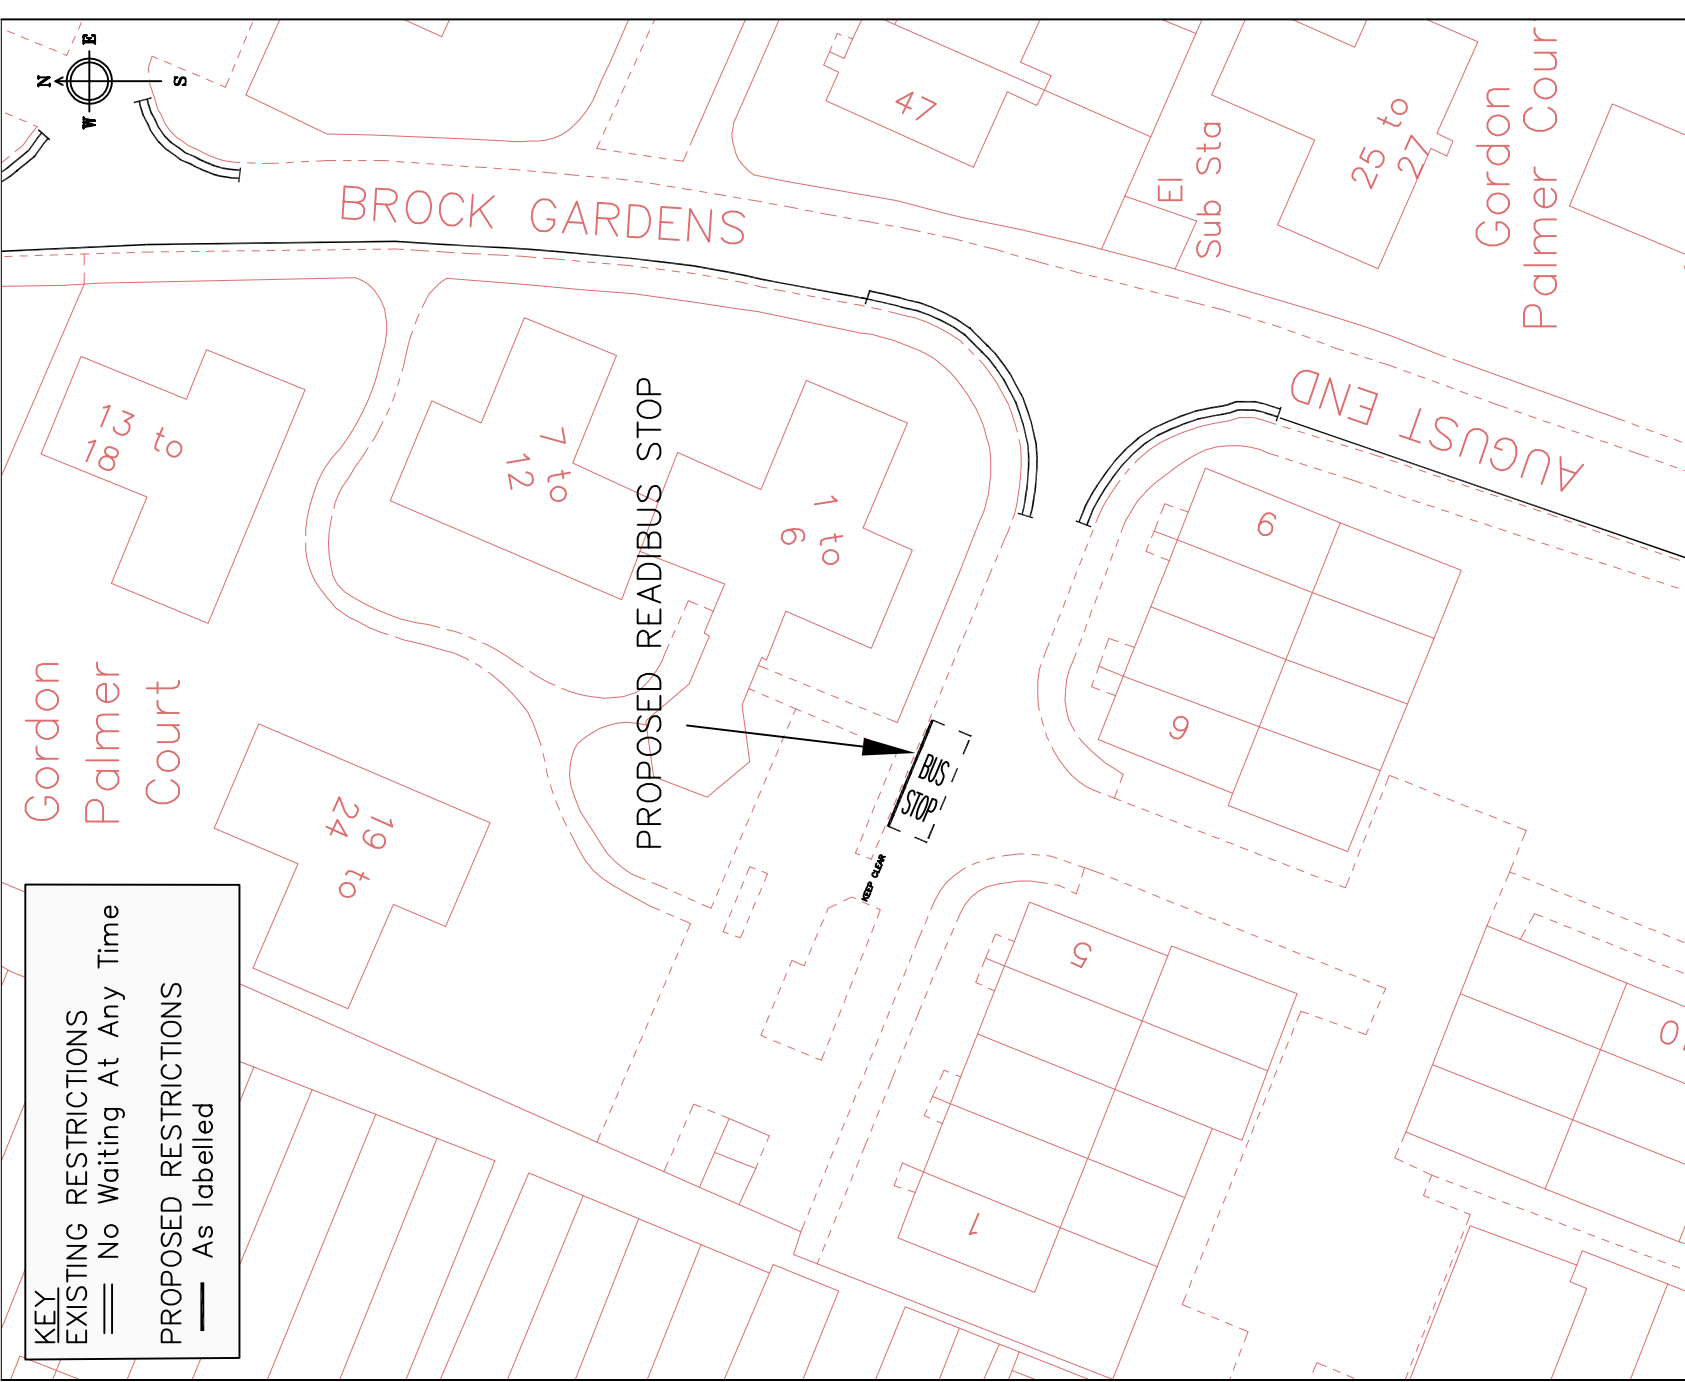 N
E
S
W
BROCK GARDENS
47
El
Sub Sta
25 to
27
Gordon
Palmer Cour
AUGUST END
13 to
18
7 to
12
1 to
6
PROPOSED READIBUS STOP
9
6
Gordon
Palmer
Court
19 to
24
BUS
STOP
KEEP CLEAR
5
1
KEY
EXISTING RESTRICTIONS
No Waiting At Any Time
PROPOSED RESTRICTIONS
As labelled